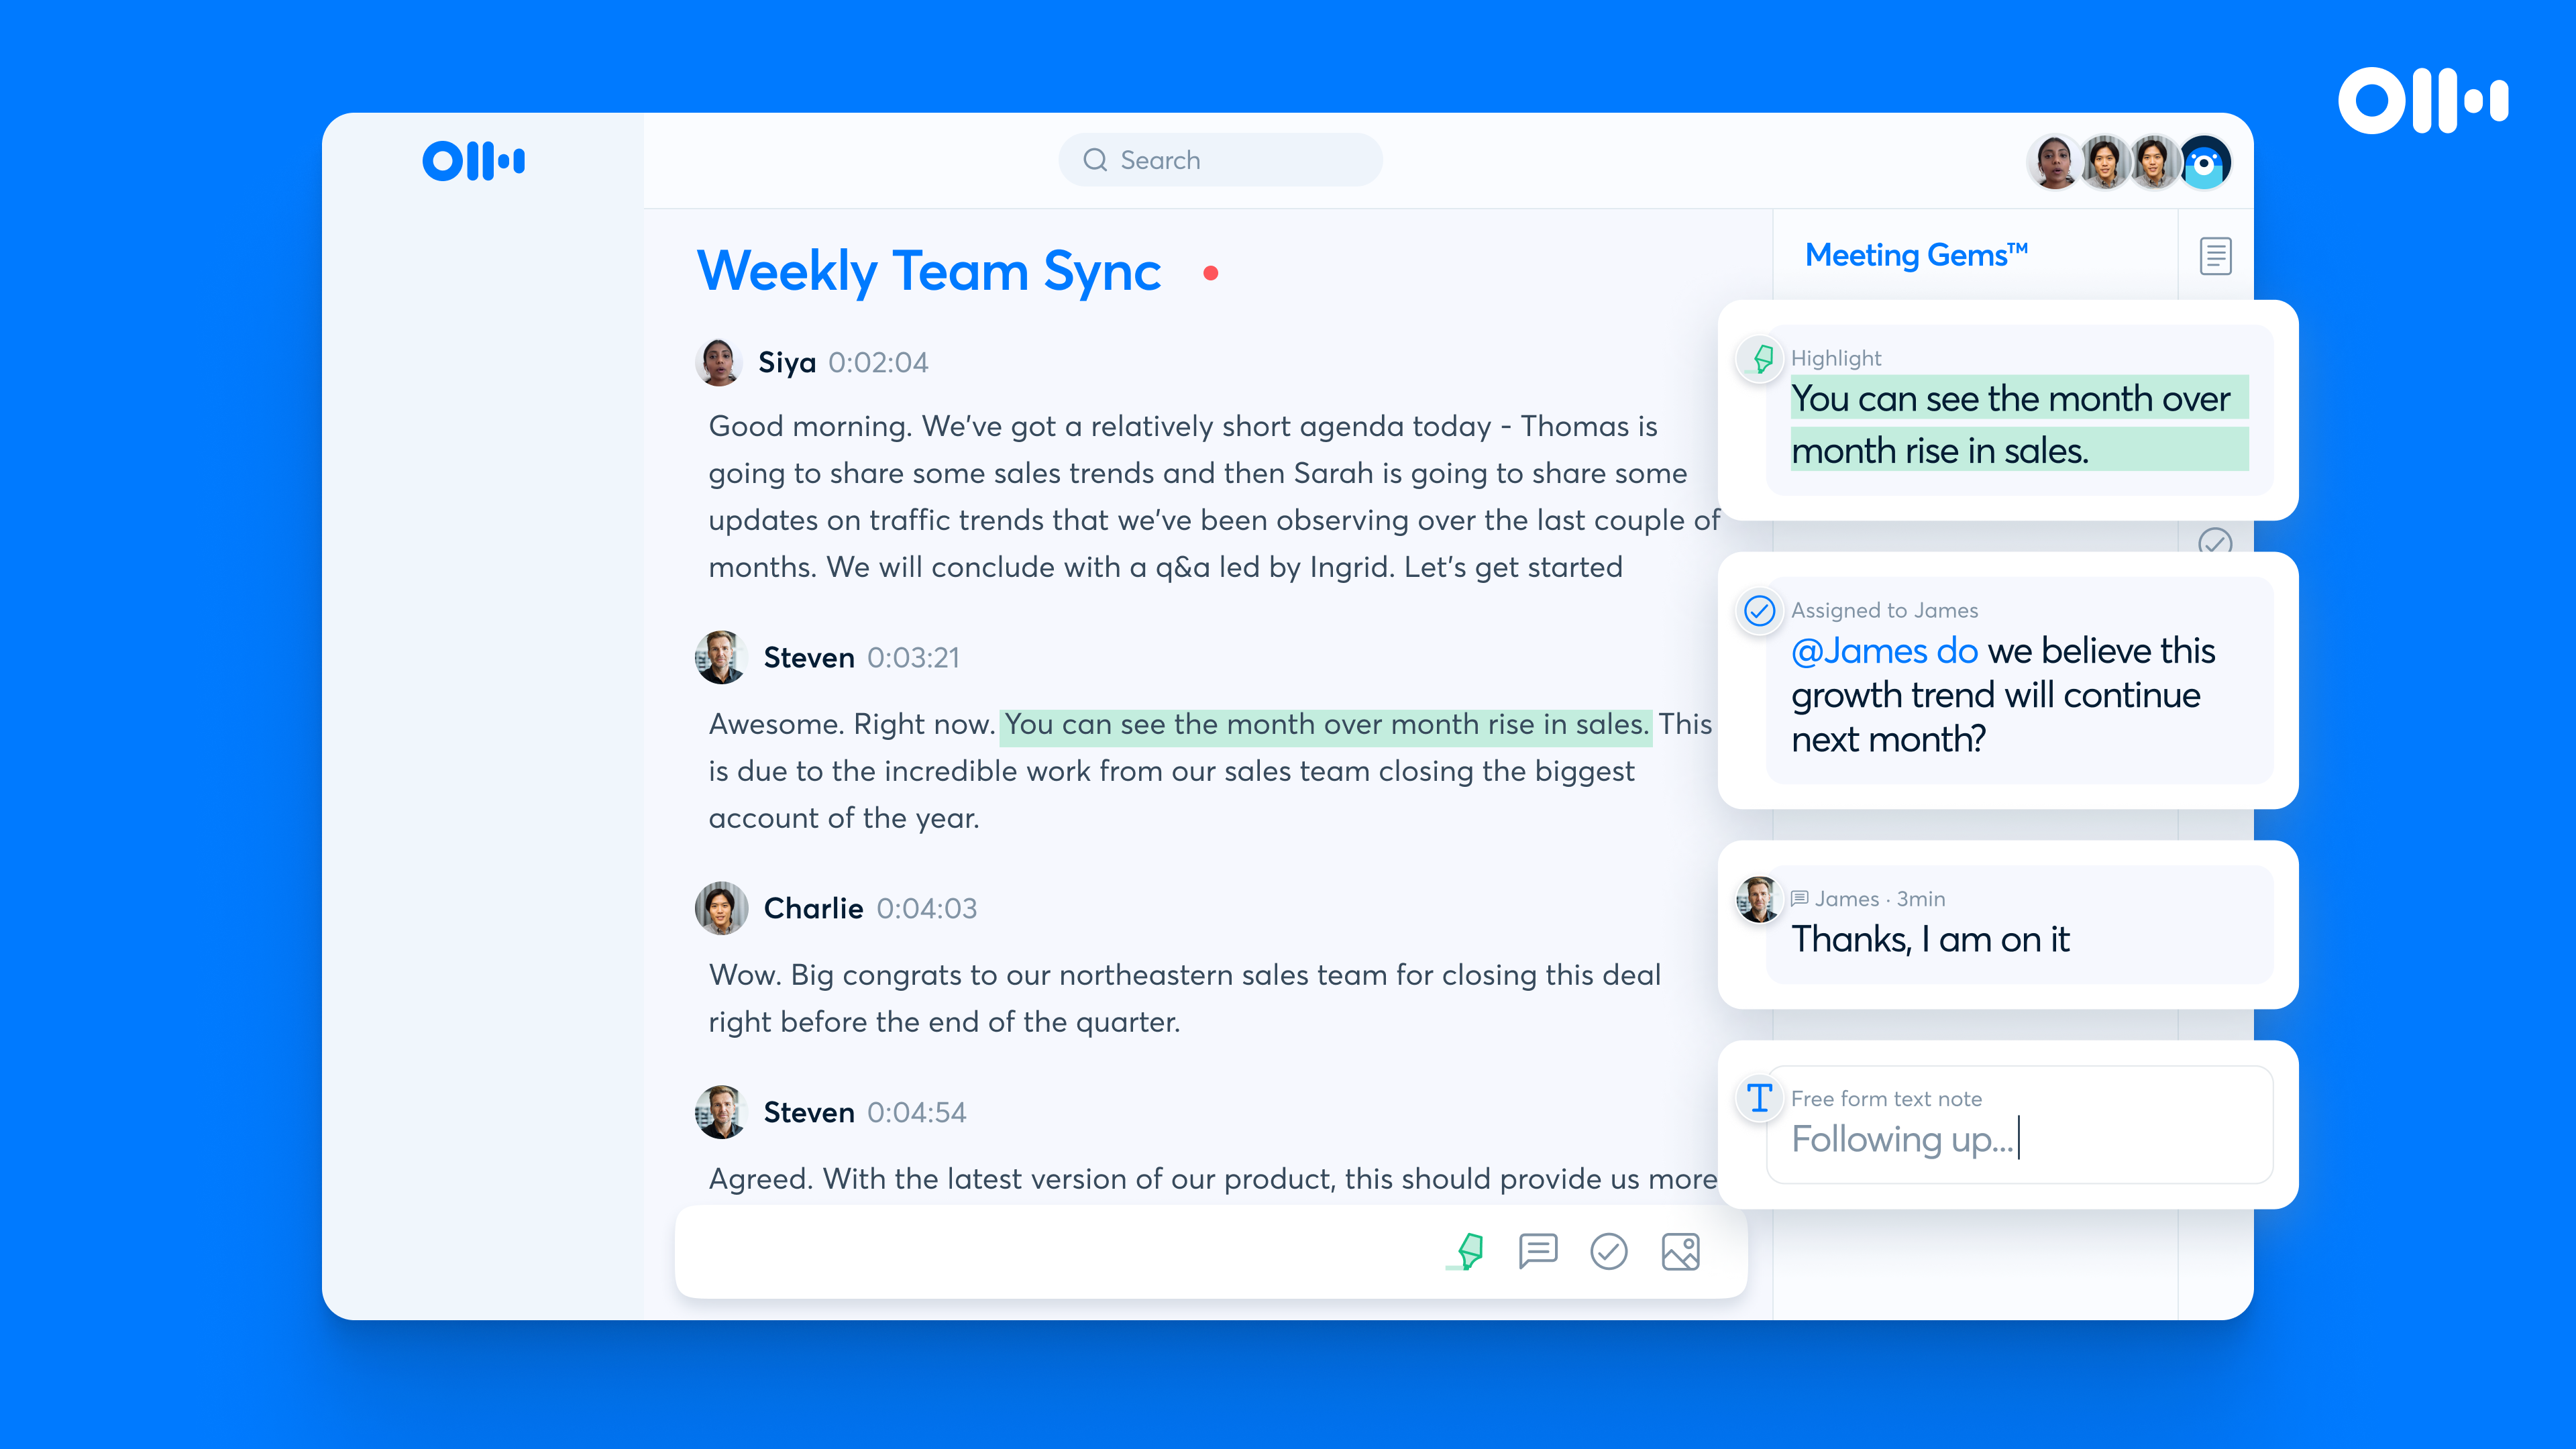 Search
Weekly Team Sync
Siya 0:02:04
Good morning. We've got a relatively short agenda today - Thomas is
going to share some sales trends and then Sarah is going to share some
updates on traffic trends that we've been observing over the last couple of
months. We will conclude with a q&a led by Ingrid. Let's get started
Steven 0:03:21
Awesome. Right now. You can see the month over month rise in sales. This
is due to the incredible work from our sales team closing the biggest
account of the year.
Charlie 0:04:03
Wow. Big congrats to our northeastern sales team for closing this deal
right before the end of the quarter.
Steven 0:04:54
Agreed. With the latest version of our product, this should provide us more
Meeting Gems™
Highlight
You can see the month over
month rise in sales.
Assigned to James
@James do we believe this
growth trend will continue
next month?
James · 3min
Thanks, I am on it
T
Free form text note
Following up...